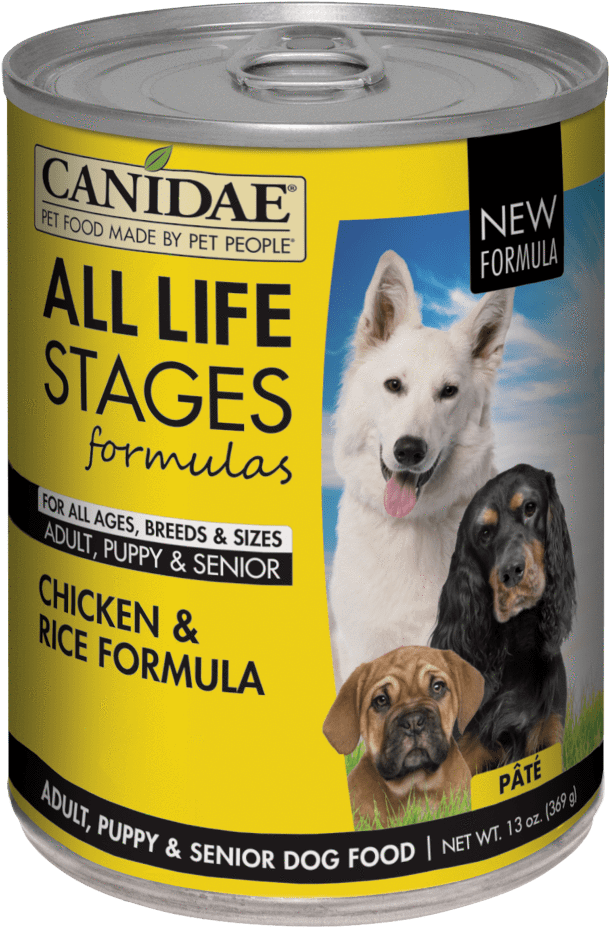 CANIDAE®
PET FOOD MADE BY PET PEOPLE®
NEW
FORMULA
ALL LIFE
STAGES
formulas
FOR ALL AGES, BREEDS & SIZES
ADULT, PUPPY & SENIOR
CHICKEN &
RICE FORMULA
PÂTÉ
ADULT, PUPPY & SENIOR DOG FOOD | NET WT. 13 oz. (369 g)